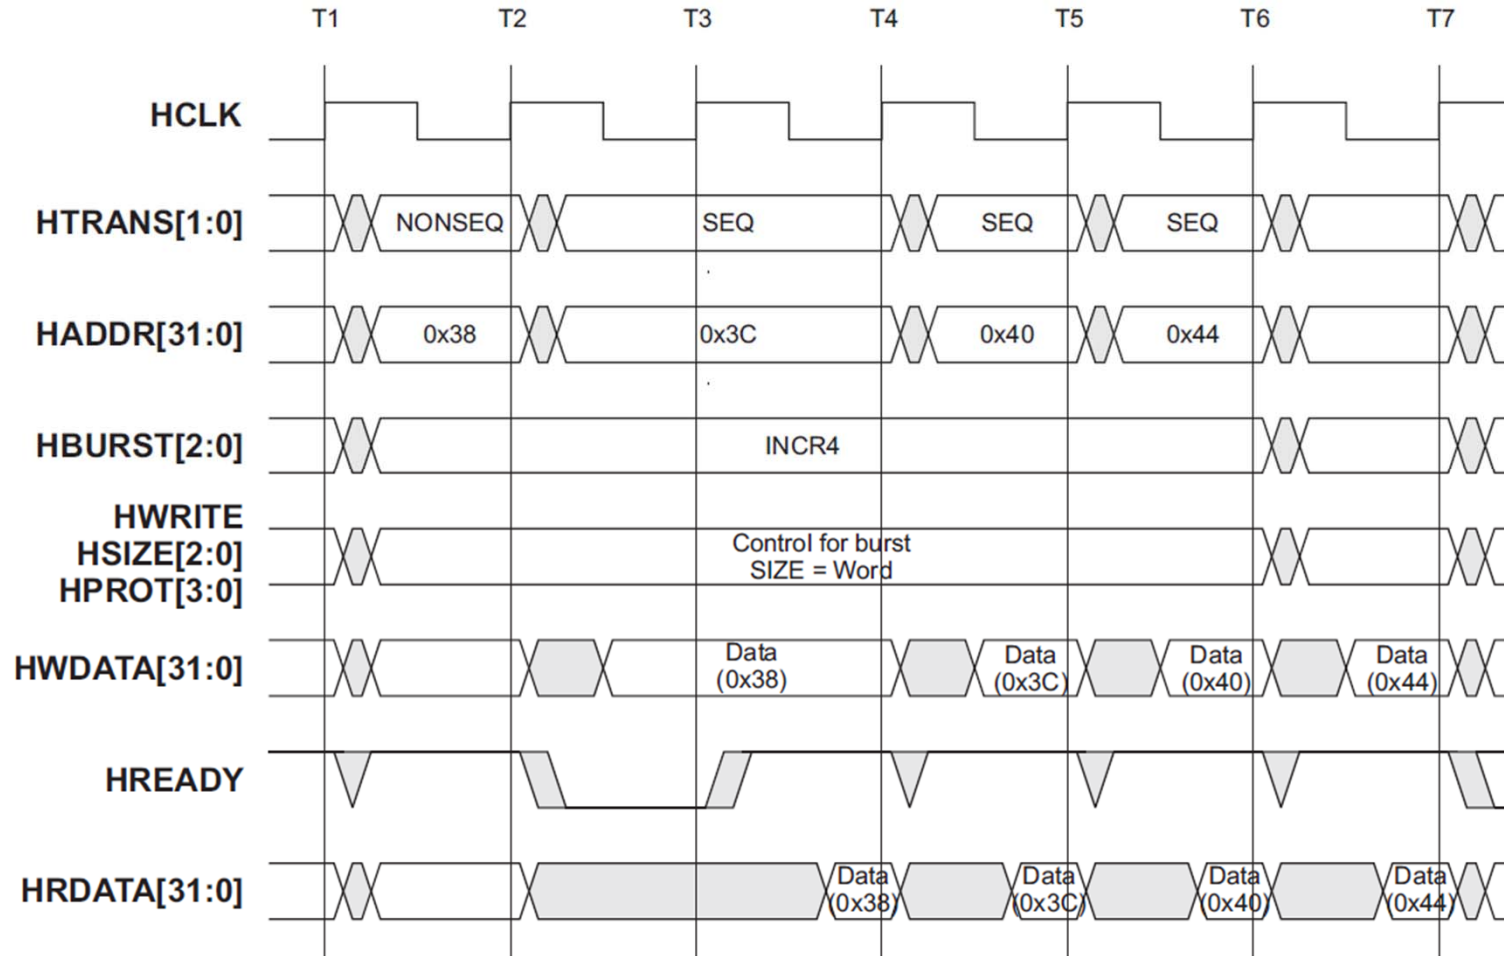 T1 T2 T3 T4 T5 T6 T7
HCLK
HTRANS[1:0] NONSEQ SEQ SEQ SEQ
HADDR[31:0] 0x38 0x3C 0x40 0x44
HBURST[2:0] INCR4
HWRITE
HSIZE[2:0]
HPROT[3:0]
Control for burst
SIZE = Word
HWDATA[31:0]
Data
(0x38)
Data
(0x3C)
Data
(0x40)
Data
(0x44)
HREADY
HRDATA[31:0]
Data
(0x38)
Data
(0x3C)
Data
(0x40)
Data
(0x44)